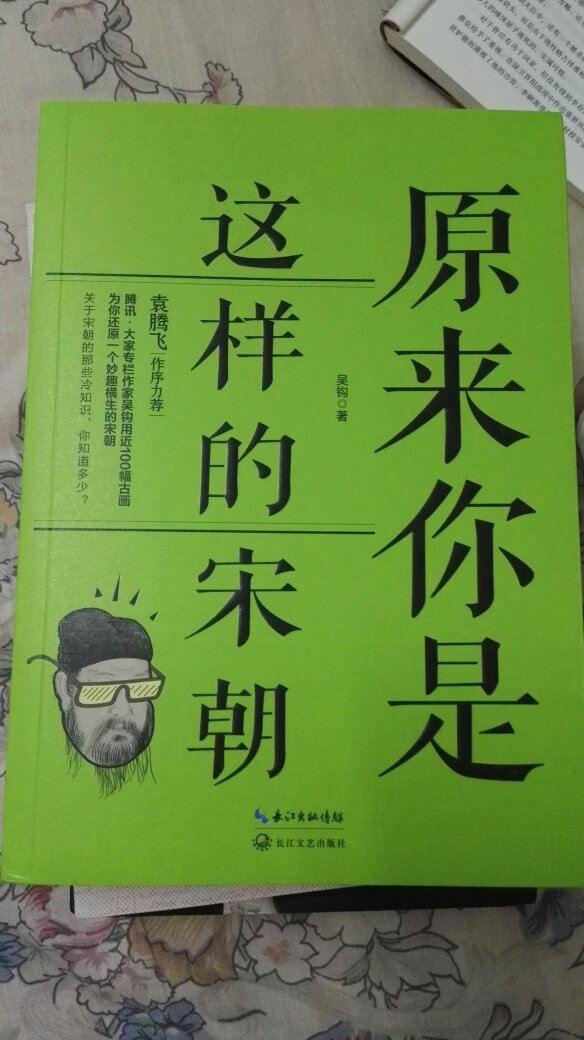 原来你是
这样的宋朝
吴钩◎著
袁腾飞 | 作序力荐
腾讯·大家专栏作家吴钩用近100幅古画
为你还原一个妙趣横生的宋朝
关于宋朝的那些冷知识，你知道多少？
长江出版传媒
长江文艺出版社